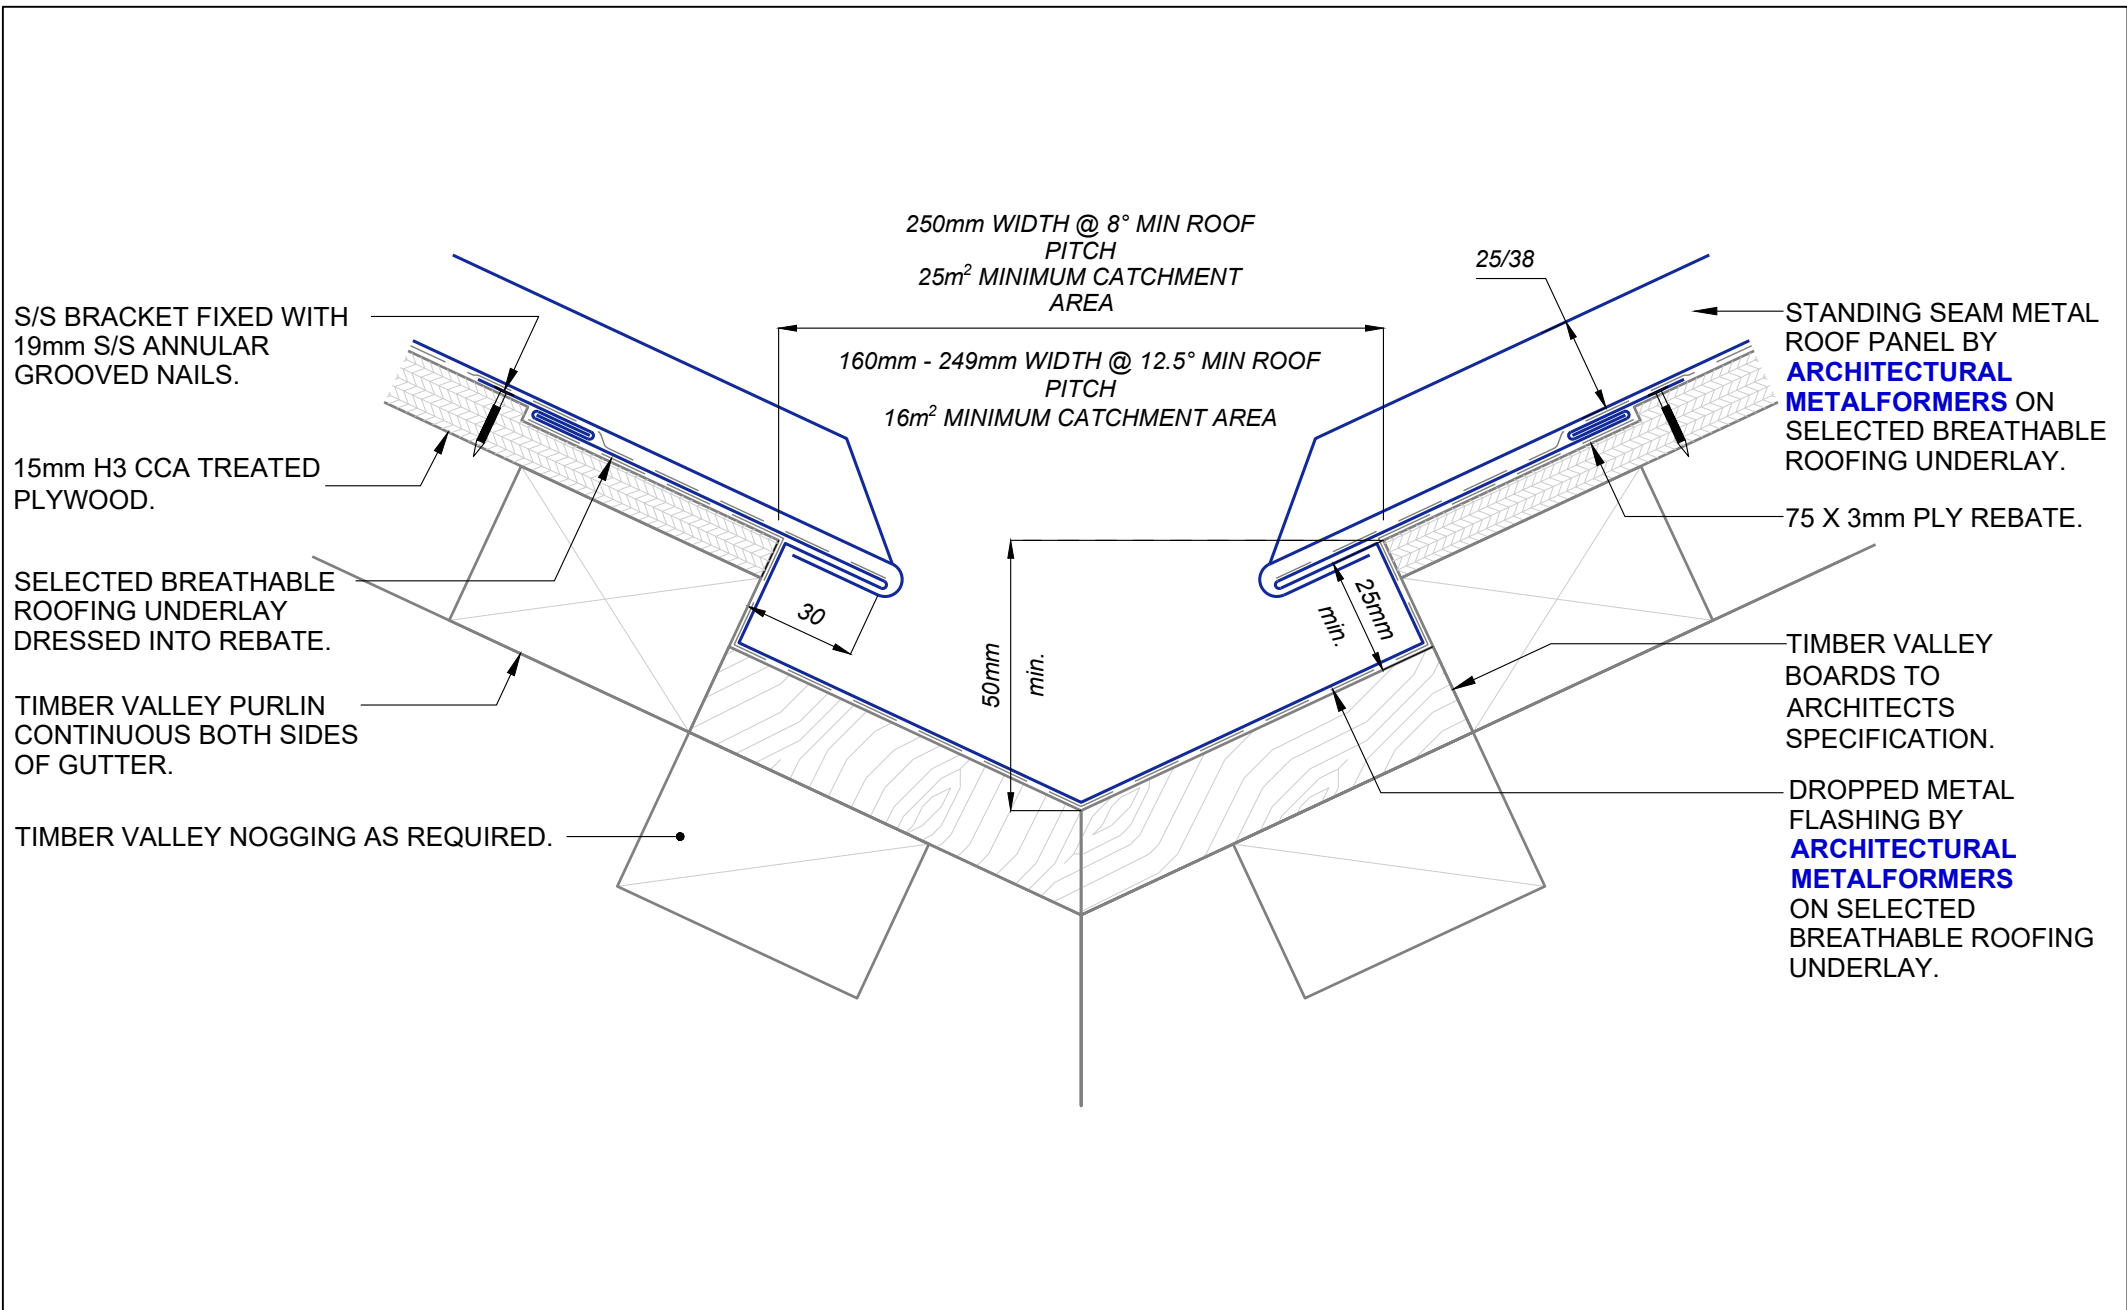 250mm WIDTH @ 8° MIN ROOF
PITCH
25m² MINIMUM CATCHMENT
AREA
160mm - 249mm WIDTH @ 12.5° MIN ROOF
PITCH
16m² MINIMUM CATCHMENT AREA
25/38
S/S BRACKET FIXED WITH
19mm S/S ANNULAR
GROOVED NAILS.
15mm H3 CCA TREATED
PLYWOOD.
SELECTED BREATHABLE
ROOFING UNDERLAY
DRESSED INTO REBATE.
TIMBER VALLEY PURLIN
CONTINUOUS BOTH SIDES
OF GUTTER.
TIMBER VALLEY NOGGING AS REQUIRED.
30
50mm
min.
25mm
min.
STANDING SEAM METAL
ROOF PANEL BY
ARCHITECTURAL
METALFORMERS ON
SELECTED BREATHABLE
ROOFING UNDERLAY.
75 X 3mm PLY REBATE.
TIMBER VALLEY
BOARDS TO
ARCHITECTS
SPECIFICATION.
DROPPED METAL
FLASHING BY
ARCHITECTURAL
METALFORMERS
ON SELECTED
BREATHABLE ROOFING
UNDERLAY.